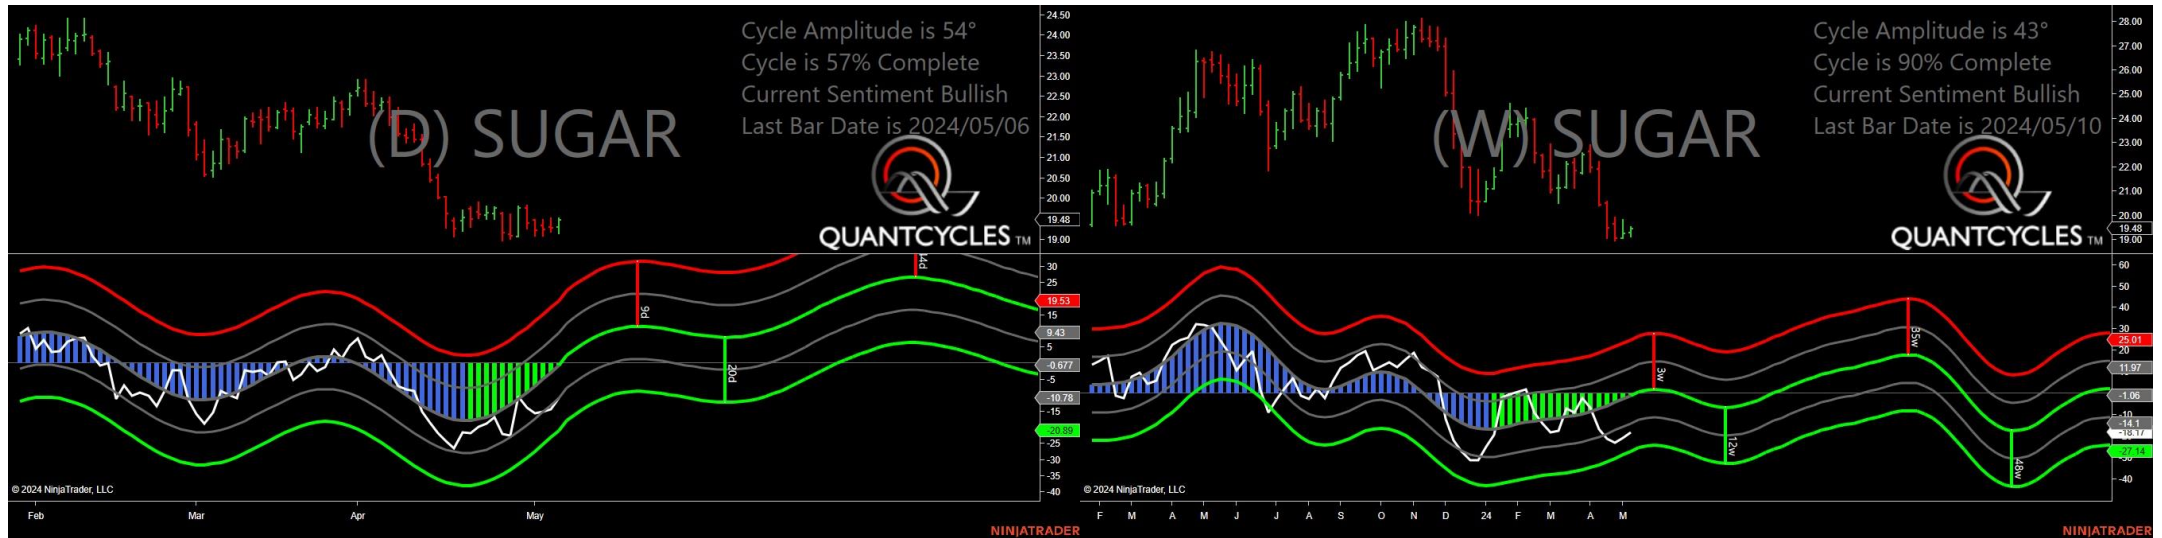 Cycle Amplitude is 54°
Cycle is 57% Complete
Current Sentiment Bullish
Last Bar Date is 2024/05/06
(D) SUGAR
QUANTCYCLES TM
24.50
24.00
23.50
23.00
22.50
22.00
21.50
21.00
20.50
20.00
19.48
19.00
14d
9d
20d
30
25
19.53
15
9.43
5
-0.677
-5
-10.78
-15
-20.89
-25
-30
-35
-40
© 2024 NinjaTrader, LLC
Feb Mar Apr May
NINJATRADER
Cycle Amplitude is 43°
Cycle is 90% Complete
Current Sentiment Bullish
Last Bar Date is 2024/05/10
(W) SUGAR
QUANTCYCLES TM
28.00
27.00
26.00
25.00
24.00
23.00
22.00
21.00
20.00
19.48
19.00
3w
12w
35w
48w
60
50
40
30
25.01
20
11.97
-1.06
-10
-14.1
-18.17
-27.14
-40
© 2024 NinjaTrader, LLC
F M A M J J A S O N D 24 F M A M
NINJATRADER